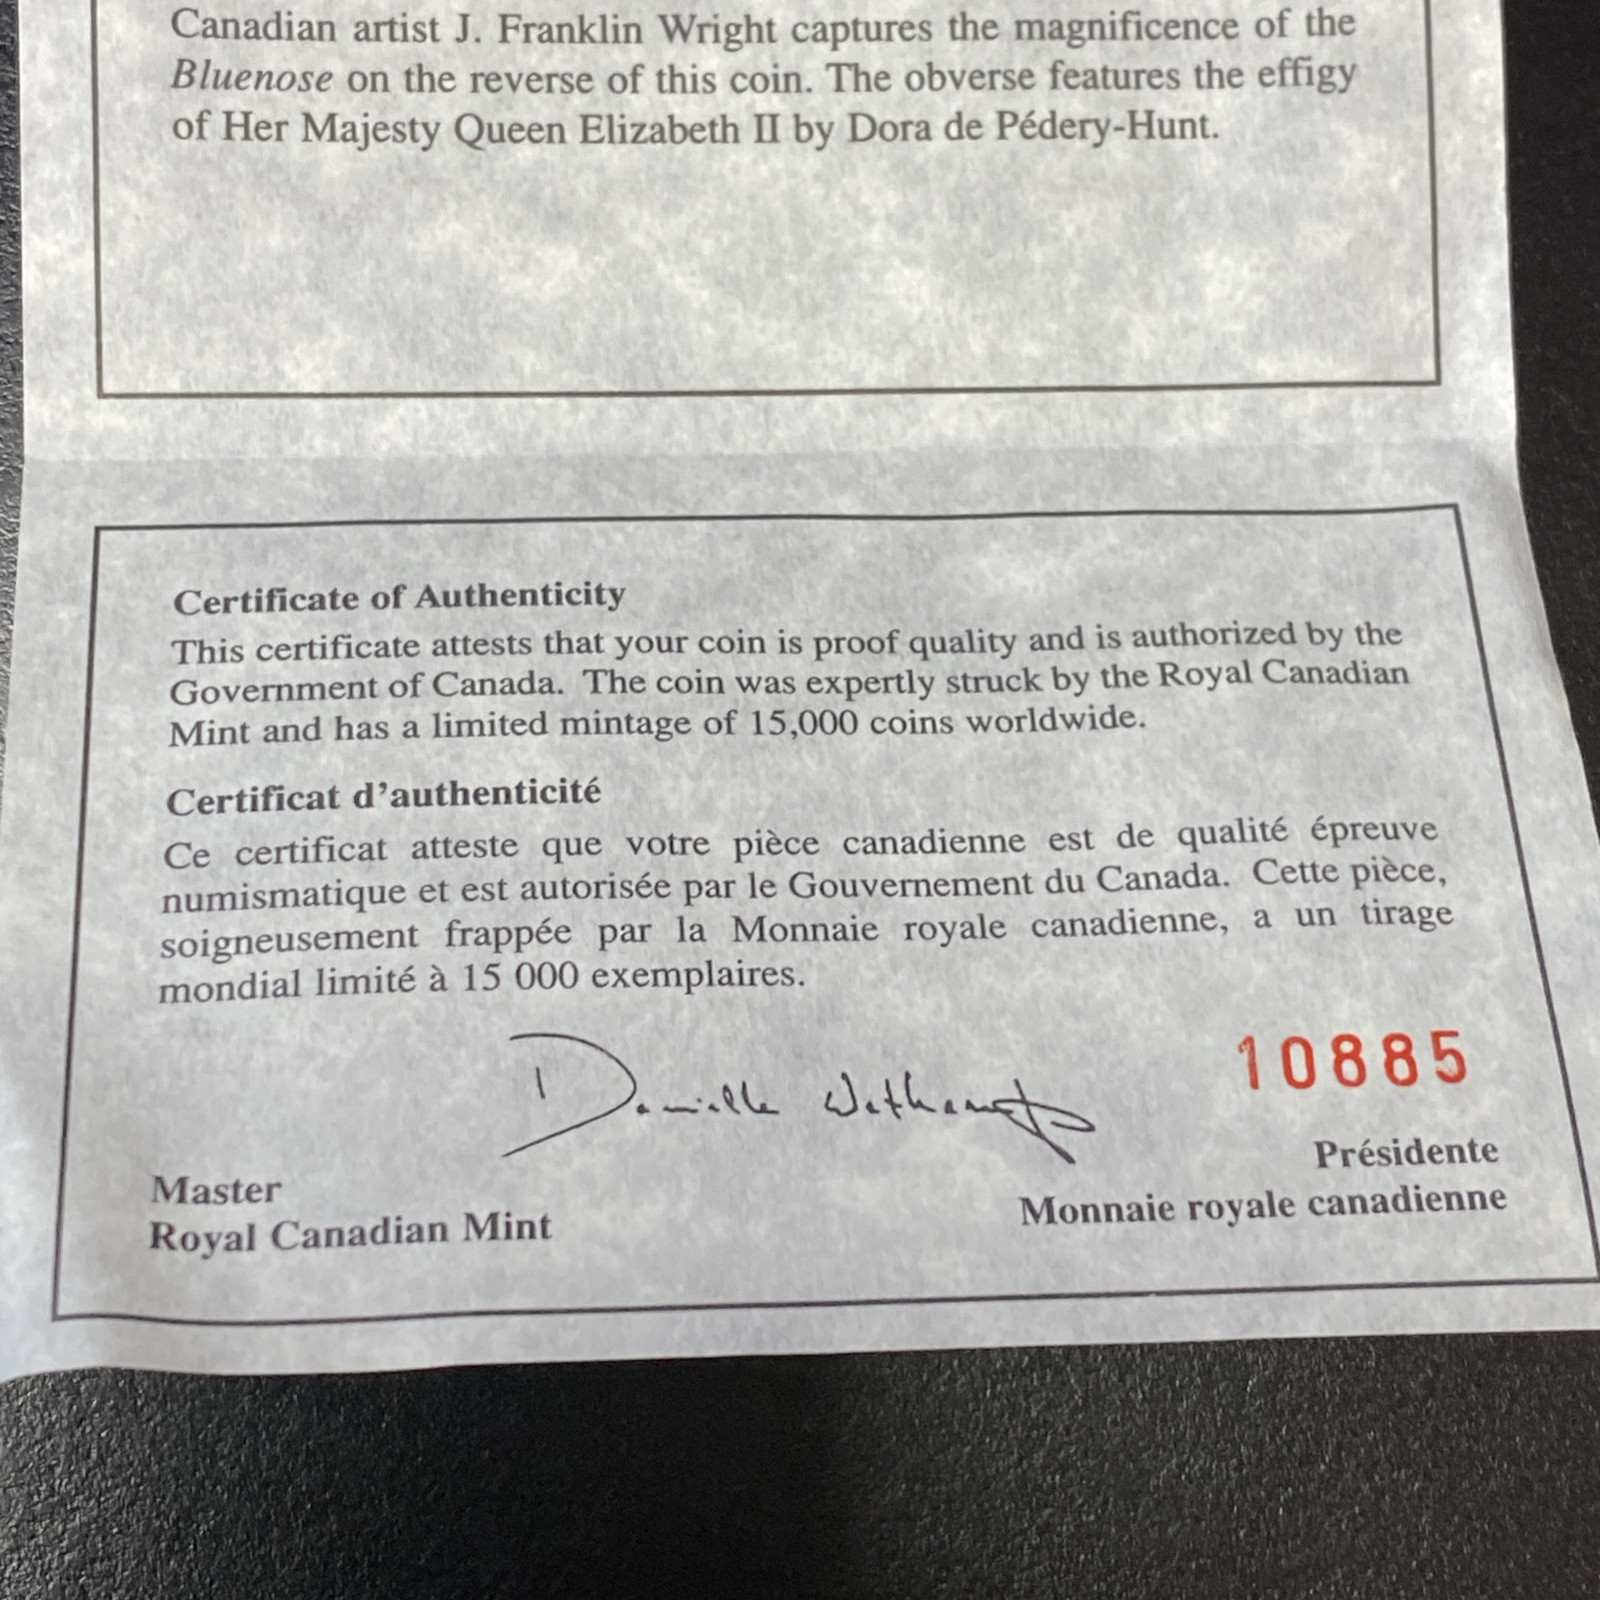 Canadian artist J. Franklin Wright captures the magnificence of the
Bluenose on the reverse of this coin. The obverse features the effigy
of Her Majesty Queen Elizabeth II by Dora de Pédery-Hunt.
Certificate of Authenticity
This certificate attests that your coin is proof quality and is authorized by the
Government of Canada. The coin was expertly struck by the Royal Canadian
Mint and has a limited mintage of 15,000 coins worldwide.
Certificat d'authenticité
Ce certificat atteste que votre pièce canadienne est de qualité épreuve
numismatique et est autorisée par le Gouvernement du Canada. Cette pièce,
soigneusement frappée par la Monnaie royale canadienne, a un tirage
mondial limité à 15 000 exemplaires.
Danielle
10885
Master
Royal Canadian Mint
Présidente
Monnaie royale canadienne